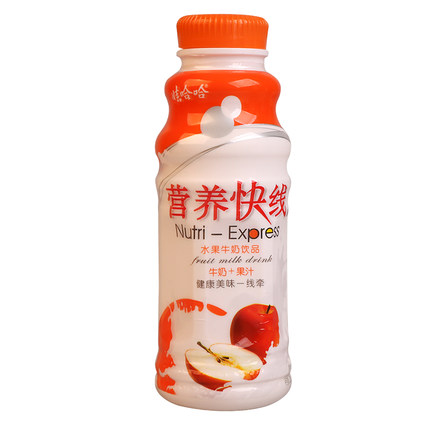 娃哈哈
营养快线
Nutri - Express
水果牛奶饮品
fruit milk drink
牛奶+果汁
健康美味一线牵